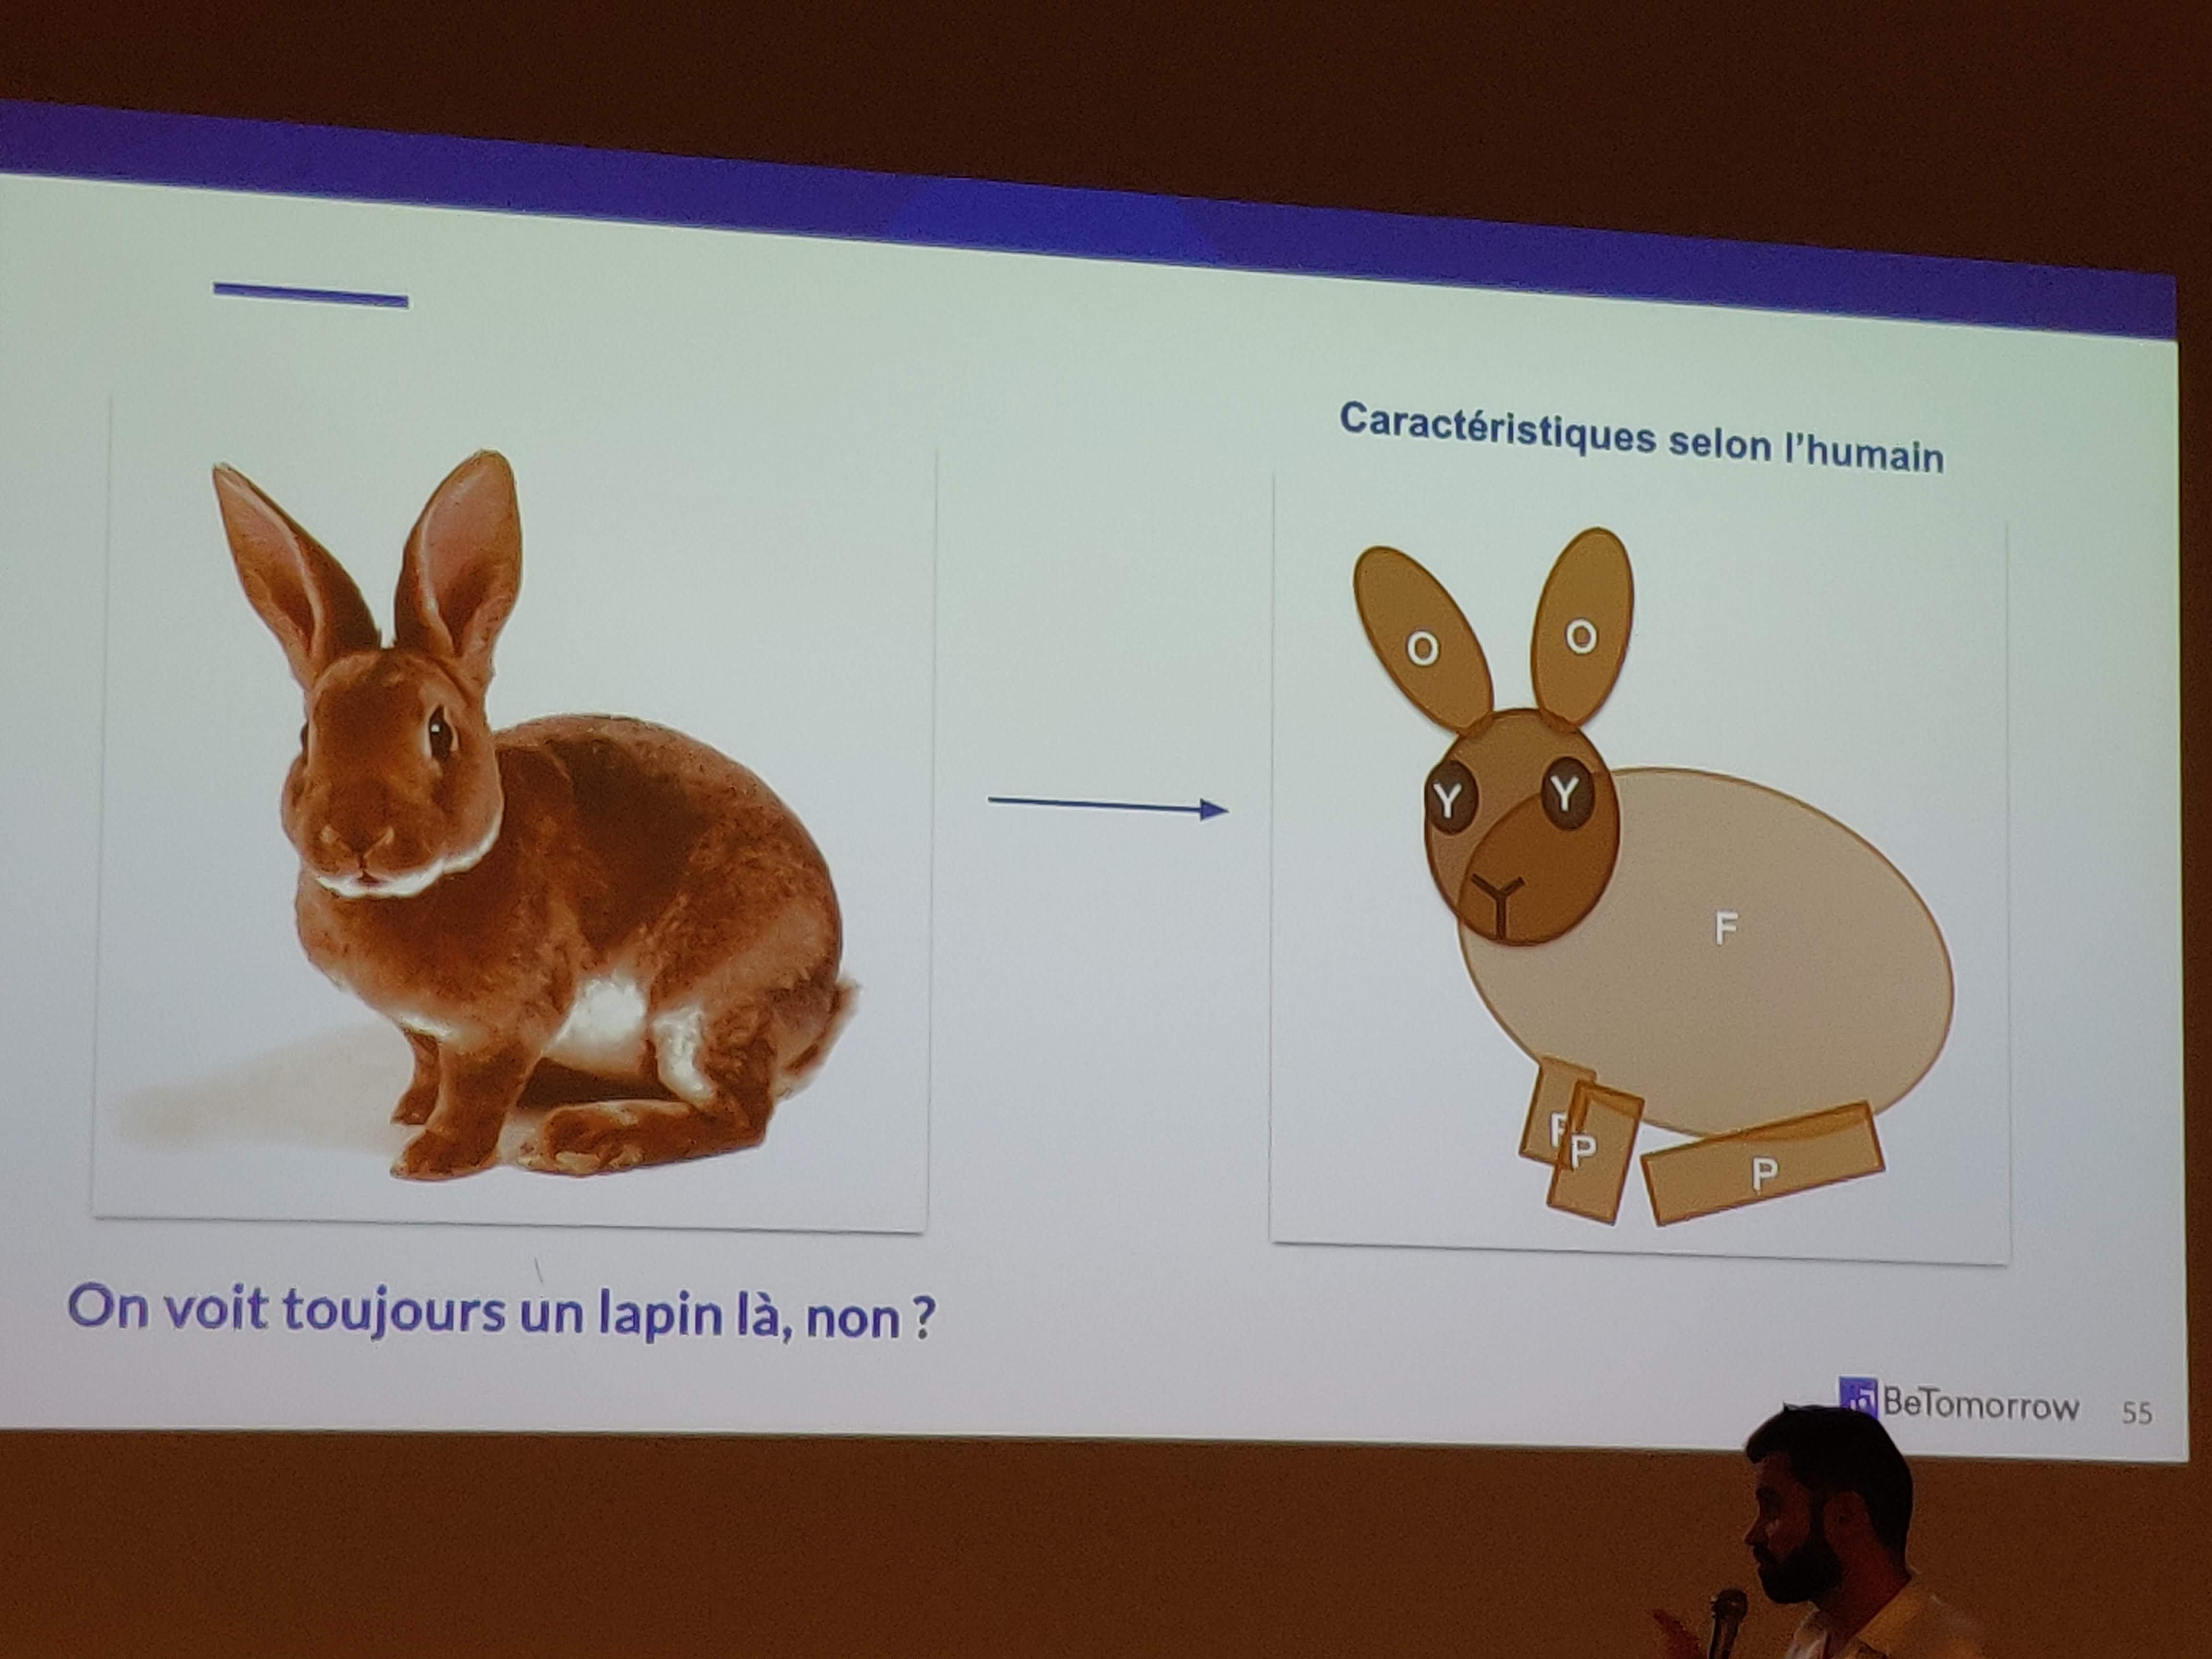 Caractéristiques selon l'humain
O
O
Y
Y
F
P
P
On voit toujours un lapin là, non ?
BeTomorrow
55